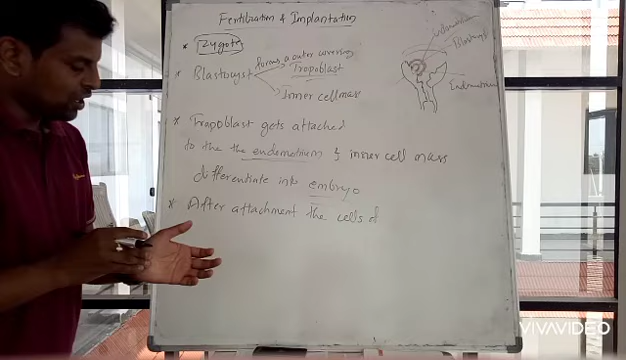 Fertilization & Implantation
* Zygote
forms a outer covering
* Blastocyst
Tropoblast
Inner cell mass
Blastocyst
Endometrium
* Tropoblast gets attached
to the the endometrium & inner cell mass
differentiate into embryo
* After attachment the cells d
VIVAVIDEO